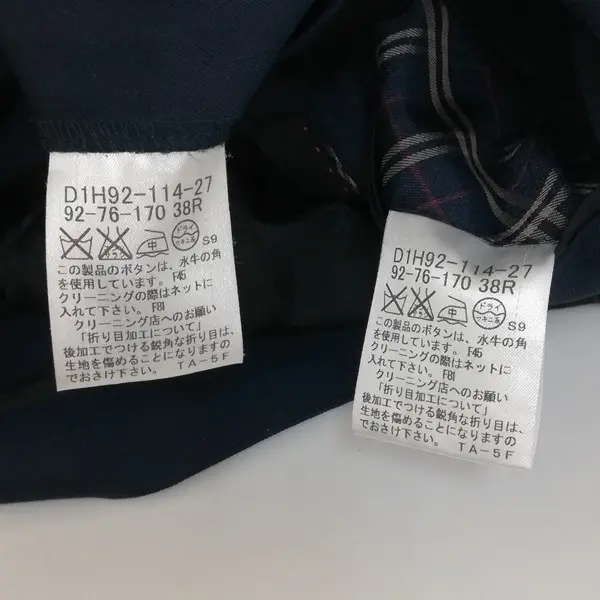 D1H92-114-27
92-76-170 38R
中
ドライ
セキユ系
S9
この製品のボタンは、水牛の角
を使用しています。 F45
クリーニングの際はネットに
入れて下さい。 F81
クリーニング店へのお願い
「折り目加工について」
後加工でつける鋭角な折り目は、
生地を傷めることになりますの
でおさけ下さい。 TA-5F
D1H92-114-27
92-76-170 38R
中
ドライ
セキユ系
S9
この製品のボタンは、水牛の角
を使用しています。 F45
クリーニングの際はネットに
入れて下さい。 F81
クリーニング店へのお願い
「折り目加工について」
後加工でつける鋭角な折り目は、
生地を傷めることになりますの
でおさけ下さい。 TA-5F